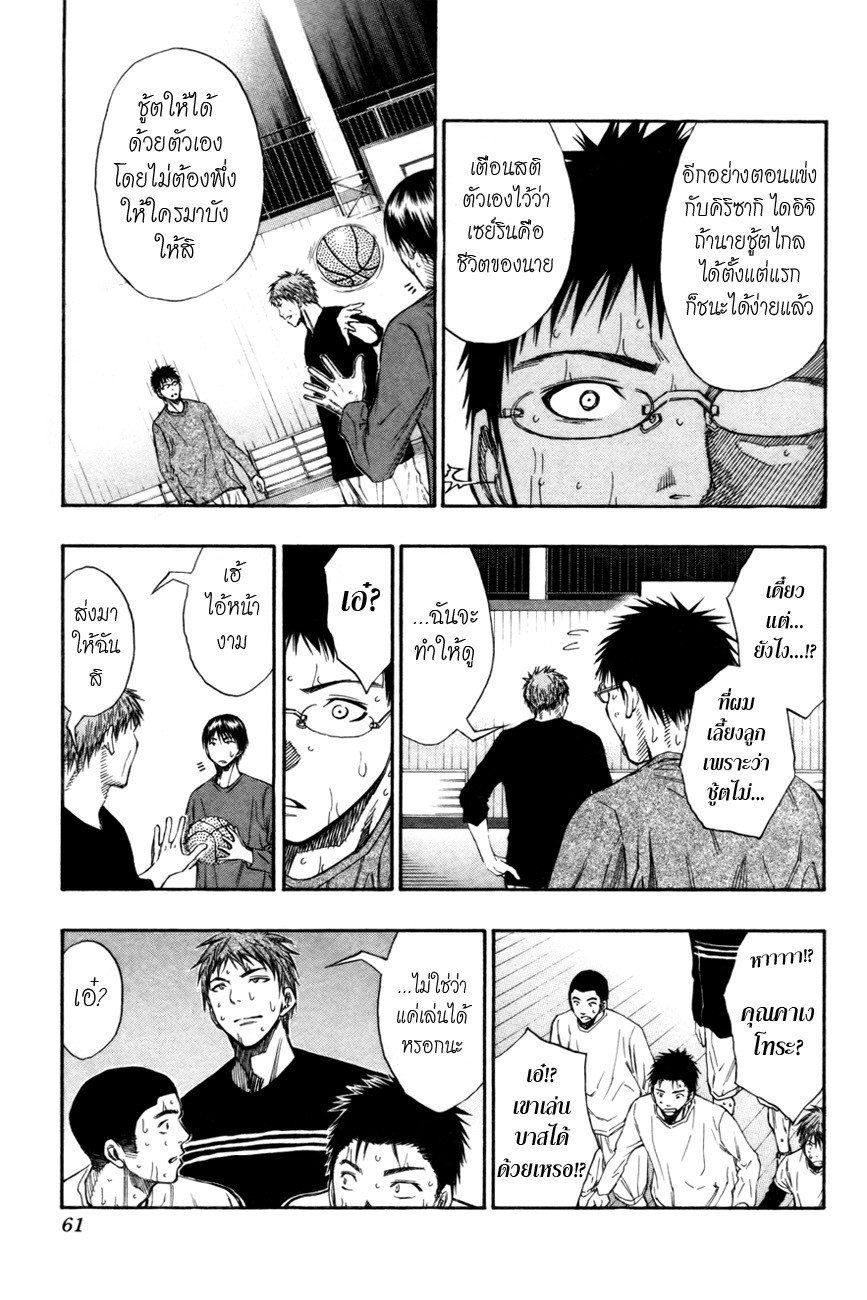 อีกอย่างตอนแข่ง
กับคิริซากิ ไดอิจิ
ถ้านายชู้ตไกล
ได้ตั้งแต่แรก
ก็ชนะได้ง่ายแล้ว
เตือนสติ
ตัวเองไว้ว่า
เซย์รินคือ
ชีวิตของนาย
ชู้ตให้ได้
ด้วยตัวเอง
โดยไม่ต้องพึ่ง
ให้ใครมาบัง
ให้สิ
เดี๋ยว
แต่...
ยังไง...!?
ที่ผม
เลี้ยงลูก
เพราะว่า
ชู้ตไม่...
...ฉันจะ
ทำให้ดู
เอ๋?
เฮ้
ไอ้หน้า
งาม
ส่งมา
ให้ฉัน
สิ
หาาาาา!?
คุณคาเง
โทระ?
เอ๋!?
เขาเล่น
บาสได้
ด้วยเหรอ!?
...ไม่ใช่ว่า
แค่เล่นได้
หรอกนะ
เอ๋?
61